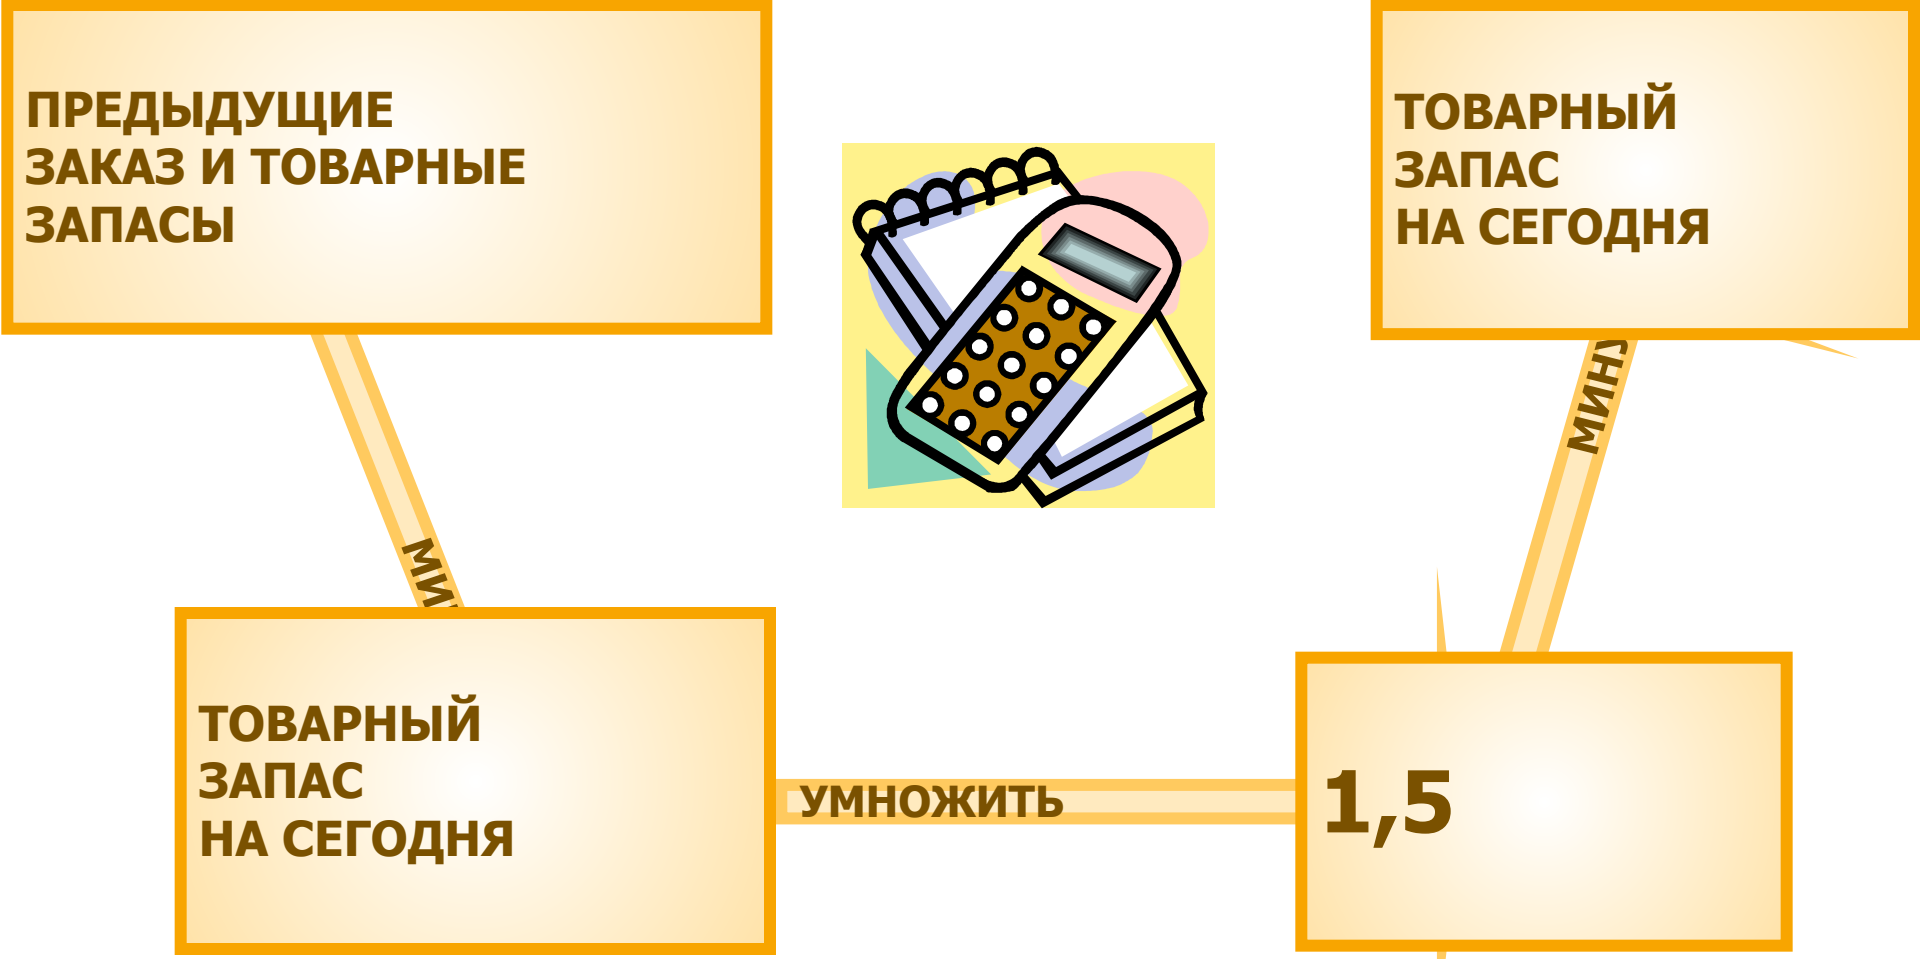 ПРЕДЫДУЩИЕ
ЗАКАЗ И ТОВАРНЫЕ
ЗАПАСЫ
ТОВАРНЫЙ
ЗАПАС
НА СЕГОДНЯ
ТОВАРНЫЙ
ЗАПАС
НА СЕГОДНЯ
УМНОЖИТЬ
1,5